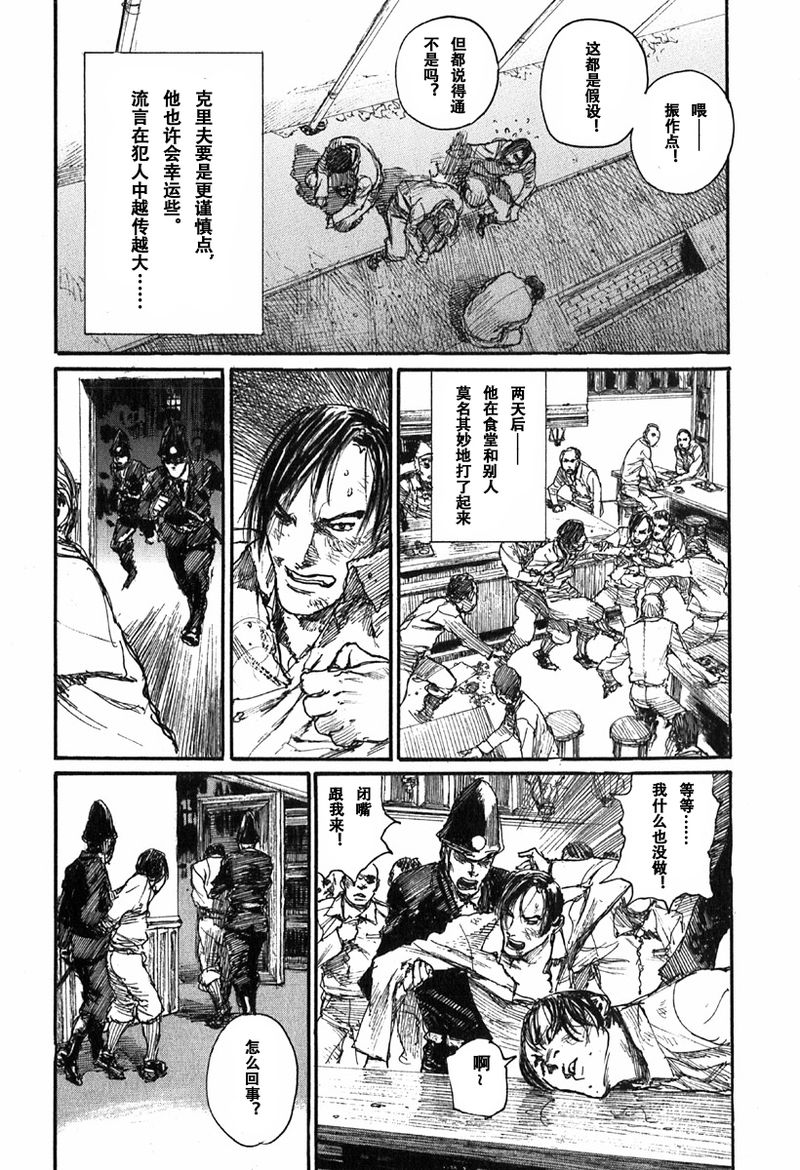 喂——
振作点！
这都是假设！
但都说得通
不是吗？
克里夫要是更谨慎点，
他也许会幸运些。
流言在犯人中越传越大……
两天后——
他在食堂和别人
莫名其妙地打了起来
等等……
我什么也没做！
闭嘴
跟我来！
啊~
怎么回事？